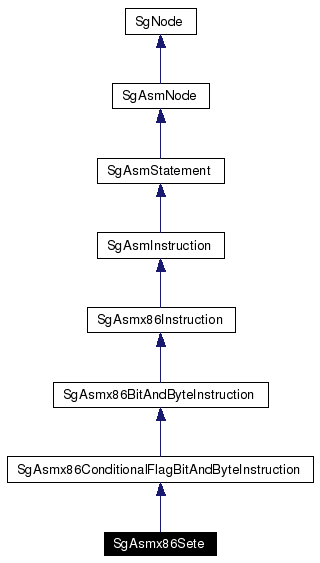 SgNode
SgAsmNode
SgAsmStatement
SgAsmInstruction
SgAsmx86Instruction
SgAsmx86BitAndByteInstruction
SgAsmx86ConditionalFlagBitAndByteInstruction
SgAsmx86Sete